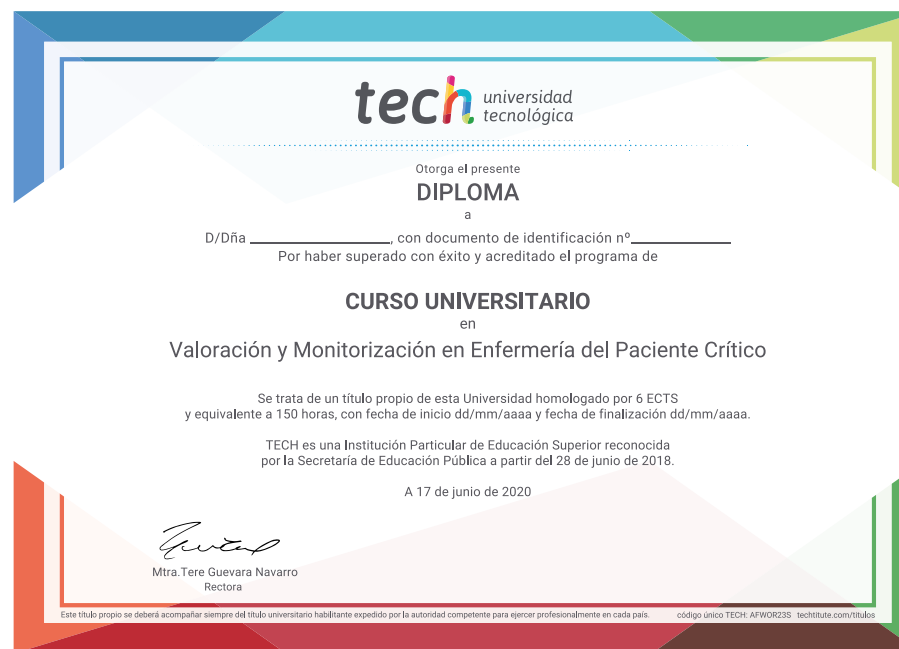 tech universidad
tecnológica
Otorga el presente
DIPLOMA
a
D/Dña ____________________, con documento de identificación nº______________
Por haber superado con éxito y acreditado el programa de
CURSO UNIVERSITARIO
en
Valoración y Monitorización en Enfermería del Paciente Crítico
Se trata de un título propio de esta Universidad homologado por 6 ECTS
y equivalente a 150 horas, con fecha de inicio dd/mm/aaaa y fecha de finalización dd/mm/aaaa.
TECH es una Institución Particular de Educación Superior reconocida
por la Secretaría de Educación Pública a partir del 28 de junio de 2018.
A 17 de junio de 2020
Mtra.Tere Guevara Navarro
Rectora
Este título propio se deberá acompañar siempre del título universitario habilitante expedido por la autoridad competente para ejercer profesionalmente en cada país. código único TECH: AFWOR23S techtitute.com/titulos